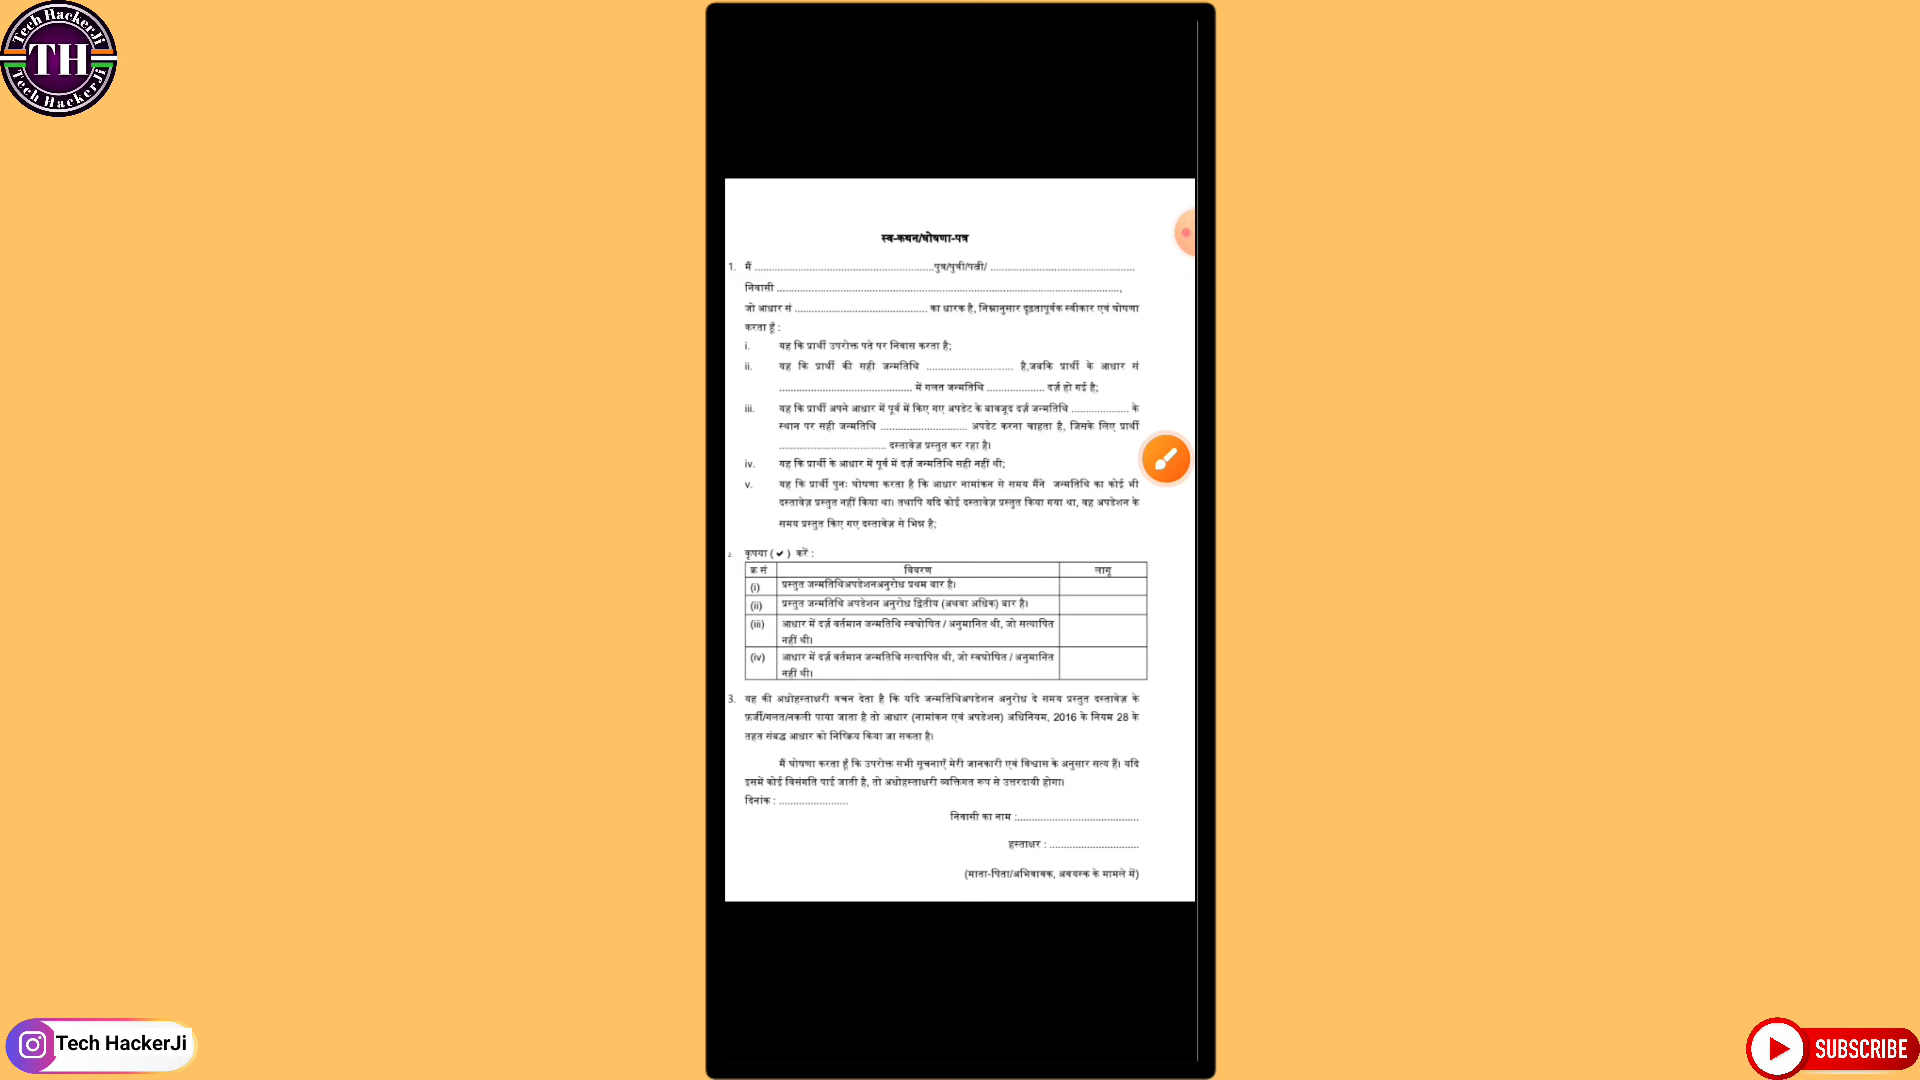 Tech HackerJi
TH
Tech HackerJi
स्व-कथन/घोषणा-पत्र
1. मैं ..............................................................पुत्र/पुत्री/पत्नी/ ..................................................
निवासी ......................................................................................................................,
जो आधार सं .............................................. का धारक है, निम्नानुसार दृढ़तापूर्वक स्वीकार एवं घोषणा
करता हूँ :
i. यह कि प्रार्थी उपरोक्त पते पर निवास करता है;
ii. यह कि प्रार्थी की सही जन्मतिथि .............................. है,जबकि प्रार्थी के आधार सं
.............................................. में गलत जन्मतिथि .................... दर्ज़ हो गई है;
iii. यह कि प्रार्थी अपने आधार में पूर्व में किए गए अपडेट के बावजूद दर्ज़ जन्मतिथि .................... के
स्थान पर सही जन्मतिथि .............................. अपडेट करना चाहता है, जिसके लिए प्रार्थी
..................................... दस्तावेज़ प्रस्तुत कर रहा है।
iv. यह कि प्रार्थी के आधार में पूर्व में दर्ज़ जन्मतिथि सही नहीं थी;
v. यह कि प्रार्थी पुनः घोषणा करता है कि आधार नामांकन से समय मैंने जन्मतिथि का कोई भी
दस्तावेज़ प्रस्तुत नहीं किया था। तथापि यदि कोई दस्तावेज़ प्रस्तुत किया गया था, वह अपडेशन के
समय प्रस्तुत किए गए दस्तावेज़ से भिन्न है;
2. कृपया (✔) करें :
क्र सं विवरण लागू
(i) प्रस्तुत जन्मतिथिअपडेशनअनुरोध प्रथम बार है।
(ii) प्रस्तुत जन्मतिथि अपडेशन अनुरोध द्वितीय (अथवा अधिक) बार है।
(iii) आधार में दर्ज़ वर्तमान जन्मतिथि स्वघोषित / अनुमानित थी, जो सत्यापित
नहीं थी।
(iv) आधार में दर्ज़ वर्तमान जन्मतिथि सत्यापित थी, जो स्वघोषित / अनुमानित
नहीं थी।
3. यह की अधोहस्ताक्षरी वचन देता है कि यदि जन्मतिथिअपडेशन अनुरोध दे समय प्रस्तुत दस्तावेज़ के
फ़र्जी/गलत/नकली पाया जाता है तो आधार (नामांकन एवं अपडेशन) अधिनियम, 2016 के नियम 28 के
तहत संबद्ध आधार को निष्क्रिय किया जा सकता है।
मैं घोषणा करता हूँ कि उपरोक्त सभी सूचनाएँ मेरी जानकारी एवं विश्वास के अनुसार सत्य हैं। यदि
इसमें कोई विसंगति पाई जाती है, तो अधोहस्ताक्षरी व्यक्तिगत रूप से उत्तरदायी होगा।
दिनांक : ........................
निवासी का नाम :..........................................
हस्ताक्षर : ...............................
(माता-पिता/अभिवावक, अवयस्क के मामले में)
Tech HackerJi
SUBSCRIBE